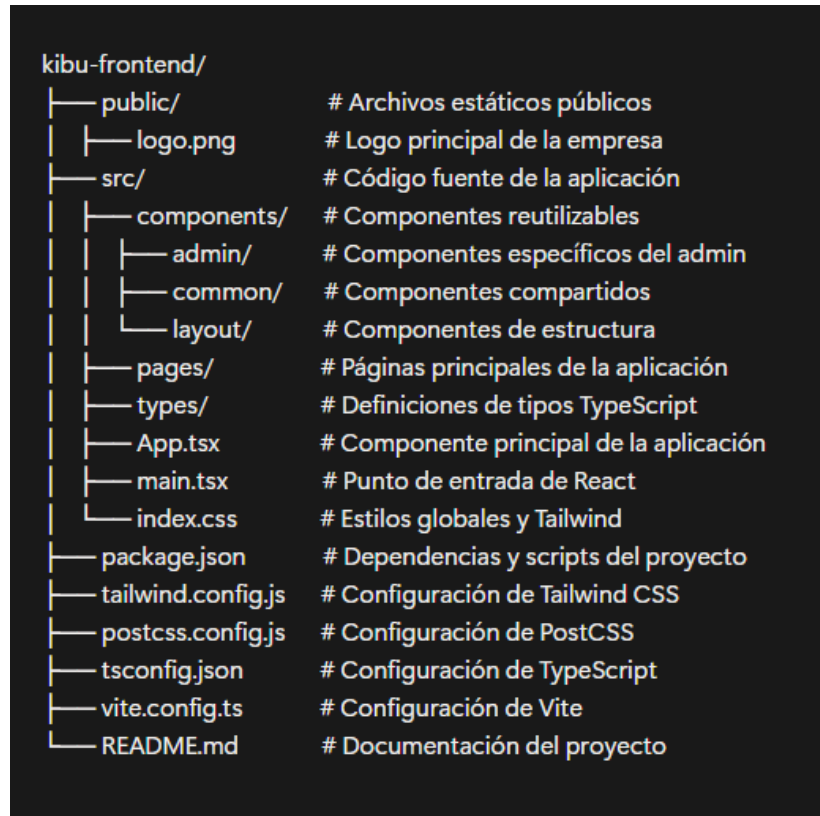 kibu-frontend/
├── public/ # Archivos estáticos públicos
│ ├── logo.png # Logo principal de la empresa
├── src/ # Código fuente de la aplicación
│ ├── components/ # Componentes reutilizables
│ │ ├── admin/ # Componentes específicos del admin
│ │ ├── common/ # Componentes compartidos
│ │ └── layout/ # Componentes de estructura
│ ├── pages/ # Páginas principales de la aplicación
│ ├── types/ # Definiciones de tipos TypeScript
│ ├── App.tsx # Componente principal de la aplicación
│ ├── main.tsx # Punto de entrada de React
│ └── index.css # Estilos globales y Tailwind
├── package.json # Dependencias y scripts del proyecto
├── tailwind.config.js # Configuración de Tailwind CSS
├── postcss.config.js # Configuración de PostCSS
├── tsconfig.json # Configuración de TypeScript
├── vite.config.ts # Configuración de Vite
└── README.md # Documentación del proyecto